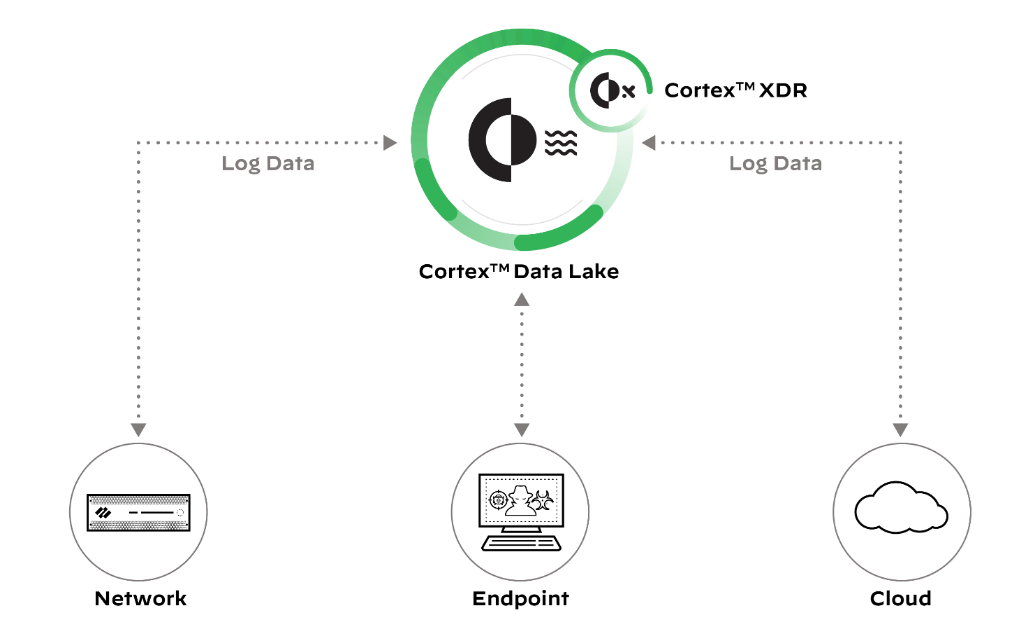 Cortex™ XDR
Log Data
Log Data
Cortex™ Data Lake
Network
Endpoint
Cloud